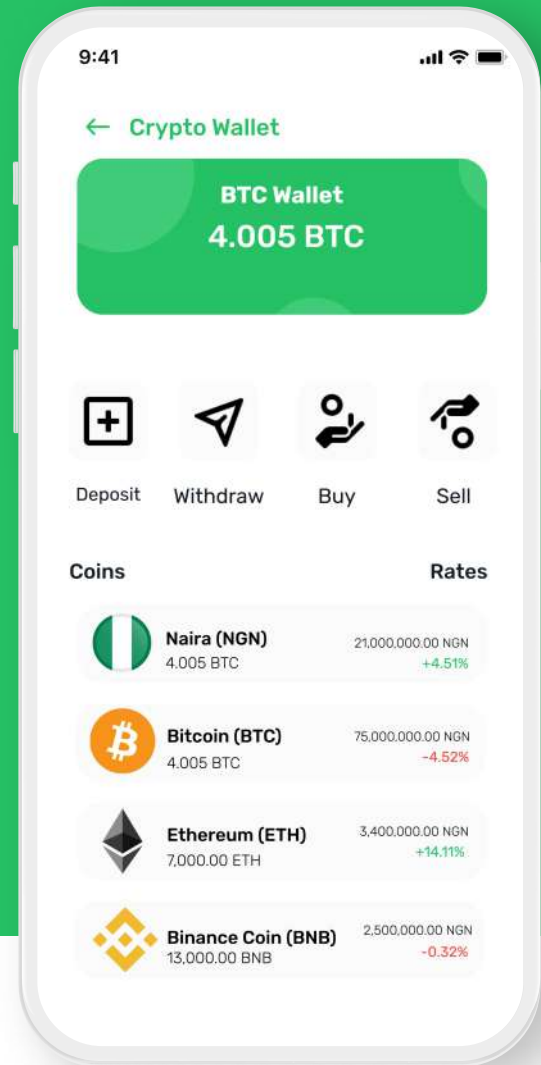 9:41
← Crypto Wallet
BTC Wallet
4.005 BTC
Deposit Withdraw Buy Sell
Coins Rates
Naira (NGN) 21,000,000.00 NGN
4.005 BTC +4.51%
Bitcoin (BTC) 75,000,000.00 NGN
4.005 BTC -4.52%
Ethereum (ETH) 3,400,000.00 NGN
7,000.00 ETH +14.11%
Binance Coin (BNB) 2,500,000.00 NGN
13,000.00 BNB -0.32%